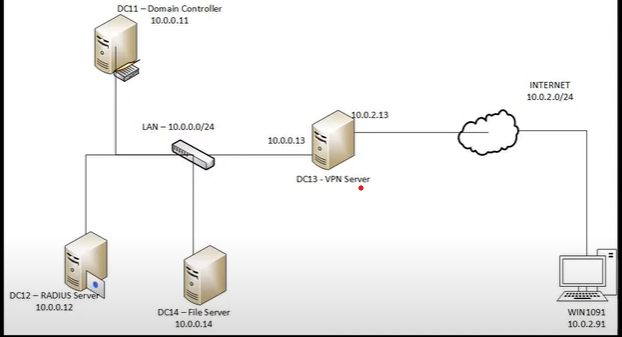 DC11 – Domain Controller
10.0.0.11
INTERNET
10.0.2.0/24
10.0.2.13
LAN – 10.0.0.0/24
10.0.0.13
DC13 - VPN Server
DC12 – RADIUS Server
10.0.0.12
DC14 – File Server
10.0.0.14
WIN1091
10.0.2.91